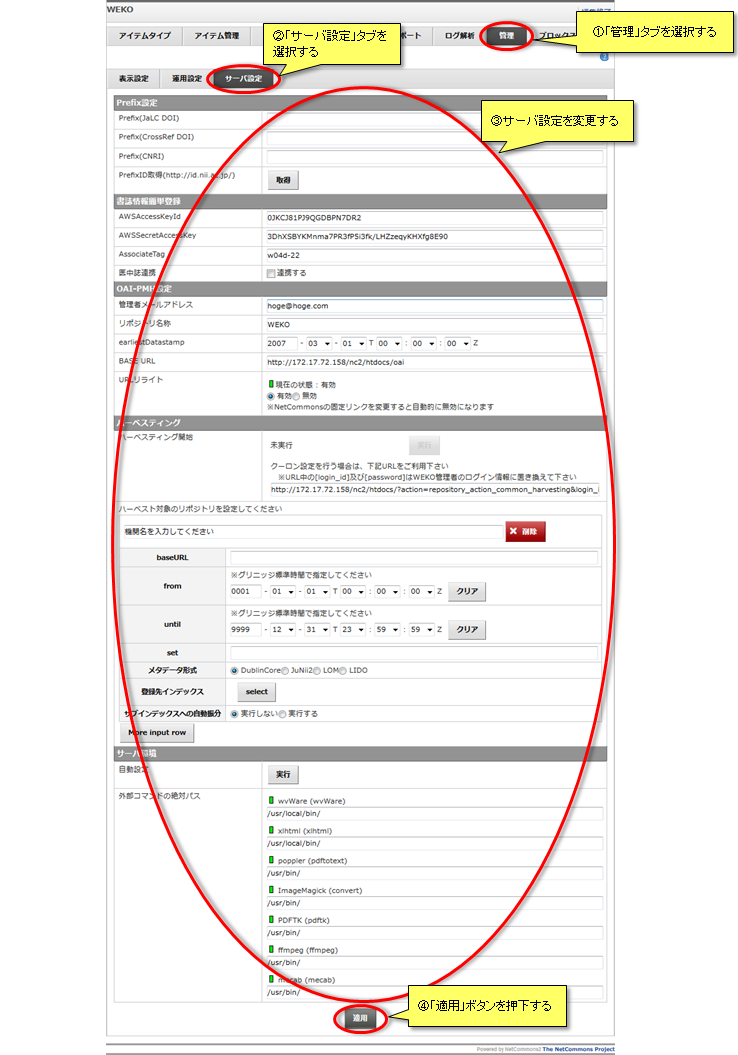 WEKO
①「管理」タブを選択する
②「サーバ設定」タブを
選択する
アイテムタイプ アイテム管理 ポート ログ解析 管理 ブロックス
表示設定 運用設定 サーバ設定
Prefix設定
③サーバ設定を変更する
Prefix(JaLC DOI)
Prefix(CrossRef DOI)
Prefix(CNRI)
PrefixID取得(http://id.nii.ac.jp/) 取得
書誌情報簡単登録
AWSAccessKeyId 0JKCJ81PJ9QGDBPN7DR2
AWSSecretAccessKey 3DhXSBYKMnma7PR3fP5i3fk/LHZzeqyKHXfg8E90
AssociateTag w04d-22
医中誌連携 連携する
OAI-PMH設定
管理者メールアドレス hoge@hoge.com
リポジトリ名称 WEKO
earliestDatastamp 2007 - 03 - 01 T 00 : 00 : 00 Z
BASE URL http://172.17.72.158/nc2/htdocs/oai
URLリライト 現在の状態：有効
有効 無効
※NetCommonsの固定リンクを変更すると自動的に無効になります
ハーベスティング
ハーベスティング開始 未実行 実行
クーロン設定を行う場合は、下記URLをご利用下さい
※URL中の[login_id]及び[password]はWEKO管理者のログイン情報に置き換えて下さい
http://172.17.72.158/nc2/htdocs/?action=repository_action_common_harvesting&login_i
ハーベスト対象のリポジトリを設定してください
機関名を入力してください 削除
baseURL
※グリニッジ標準時間で指定してください
from 0001 - 01 - 01 T 00 : 00 : 00 Z クリア
※グリニッジ標準時間で指定してください
until 9999 - 12 - 31 T 23 : 59 : 59 Z クリア
set
メタデータ形式 DublinCore JuNii2 LOM LIDO
登録先インデックス select
サブインデックスへの自動振分 実行しない 実行する
More input row
サーバ環境
自動設定 実行
外部コマンドの絶対パス wvWare (wvWare)
/usr/local/bin/
xlhtml (xlhtml)
/usr/local/bin/
poppler (pdftotext)
/usr/bin/
ImageMagick (convert)
/usr/bin/
PDFTK (pdftk)
/usr/bin/
ffmpeg (ffmpeg)
/usr/bin/
mecab (mecab)
/usr/bin/
④「適用」ボタンを押下する
適用
Powered by NetCommons2 The NetCommons Project